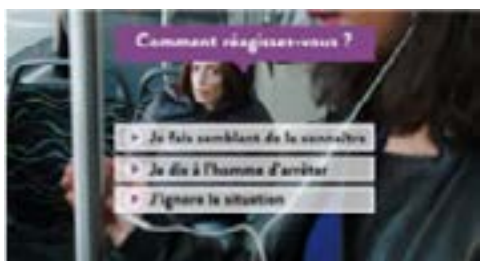 Comment réagissez-vous ?
Je fais semblant de la connaître
Je dis à l'homme d'arrêter
J'ignore la situation